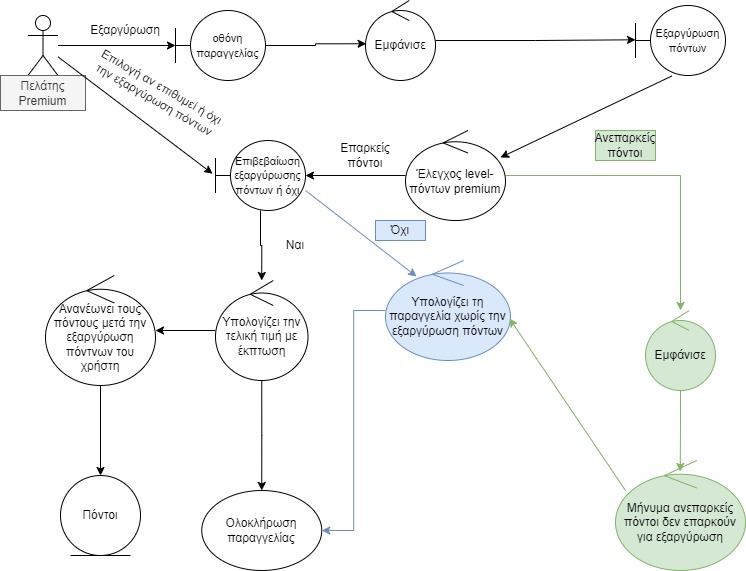 Εξαργύρωση
οθόνη
παραγγελίας
Εμφάνισε
Εξαργύρωση
πόντων
Πελάτης
Premium
Επιλογή αν επιθυμεί ή όχι
την εξαργύρωση πόντων
Επαρκείς
πόντοι
Ανεπαρκείς
πόντοι
Επιβεβαίωση
εξαργύρωσης
πόντων ή όχι
Έλεγχος level-
πόντων premium
Όχι
Ναι
Ανανέωνει τους
πόντους μετά την
εξαργύρωση
πόντνων του
χρήστη
Υπολογίζει την
τελική τιμή με
έκπτωση
Υπολογίζει τη
παραγγελία χωρίς την
εξαργύρωση πόντων
Εμφάνισε
Πόντοι
Ολοκλήρωση
παραγγελίας
Μήνυμα ανεπαρκείς
πόντοι δεν επαρκούν
για εξαργύρωση